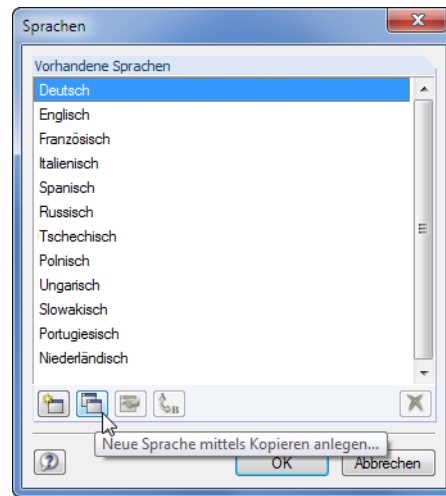 Sprachen
Vorhandene Sprachen
Deutsch
Englisch
Französisch
Italienisch
Spanisch
Russisch
Tschechisch
Polnisch
Ungarisch
Slowakisch
Portugiesisch
Niederländisch
A
B
Neue Sprache mittels Kopieren anlegen...
OK
Abbrechen